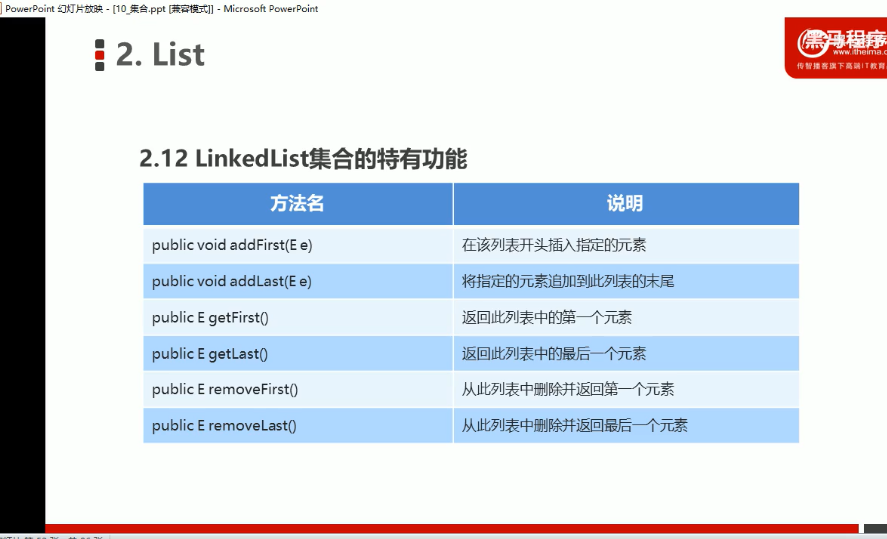 PowerPoint 幻灯片放映 - [10_集合.ppt [兼容模式]] - Microsoft PowerPoint
2. List
黑马程序
www.itheima.c
传智播客旗下高端IT教育
2.12 LinkedList集合的特有功能
方法名 说明
public void addFirst(E e) 在该列表开头插入指定的元素
public void addLast(E e) 将指定的元素追加到此列表的末尾
public E getFirst() 返回此列表中的第一个元素
public E getLast() 返回此列表中的最后一个元素
public E removeFirst() 从此列表中删除并返回第一个元素
public E removeLast() 从此列表中删除并返回最后一个元素